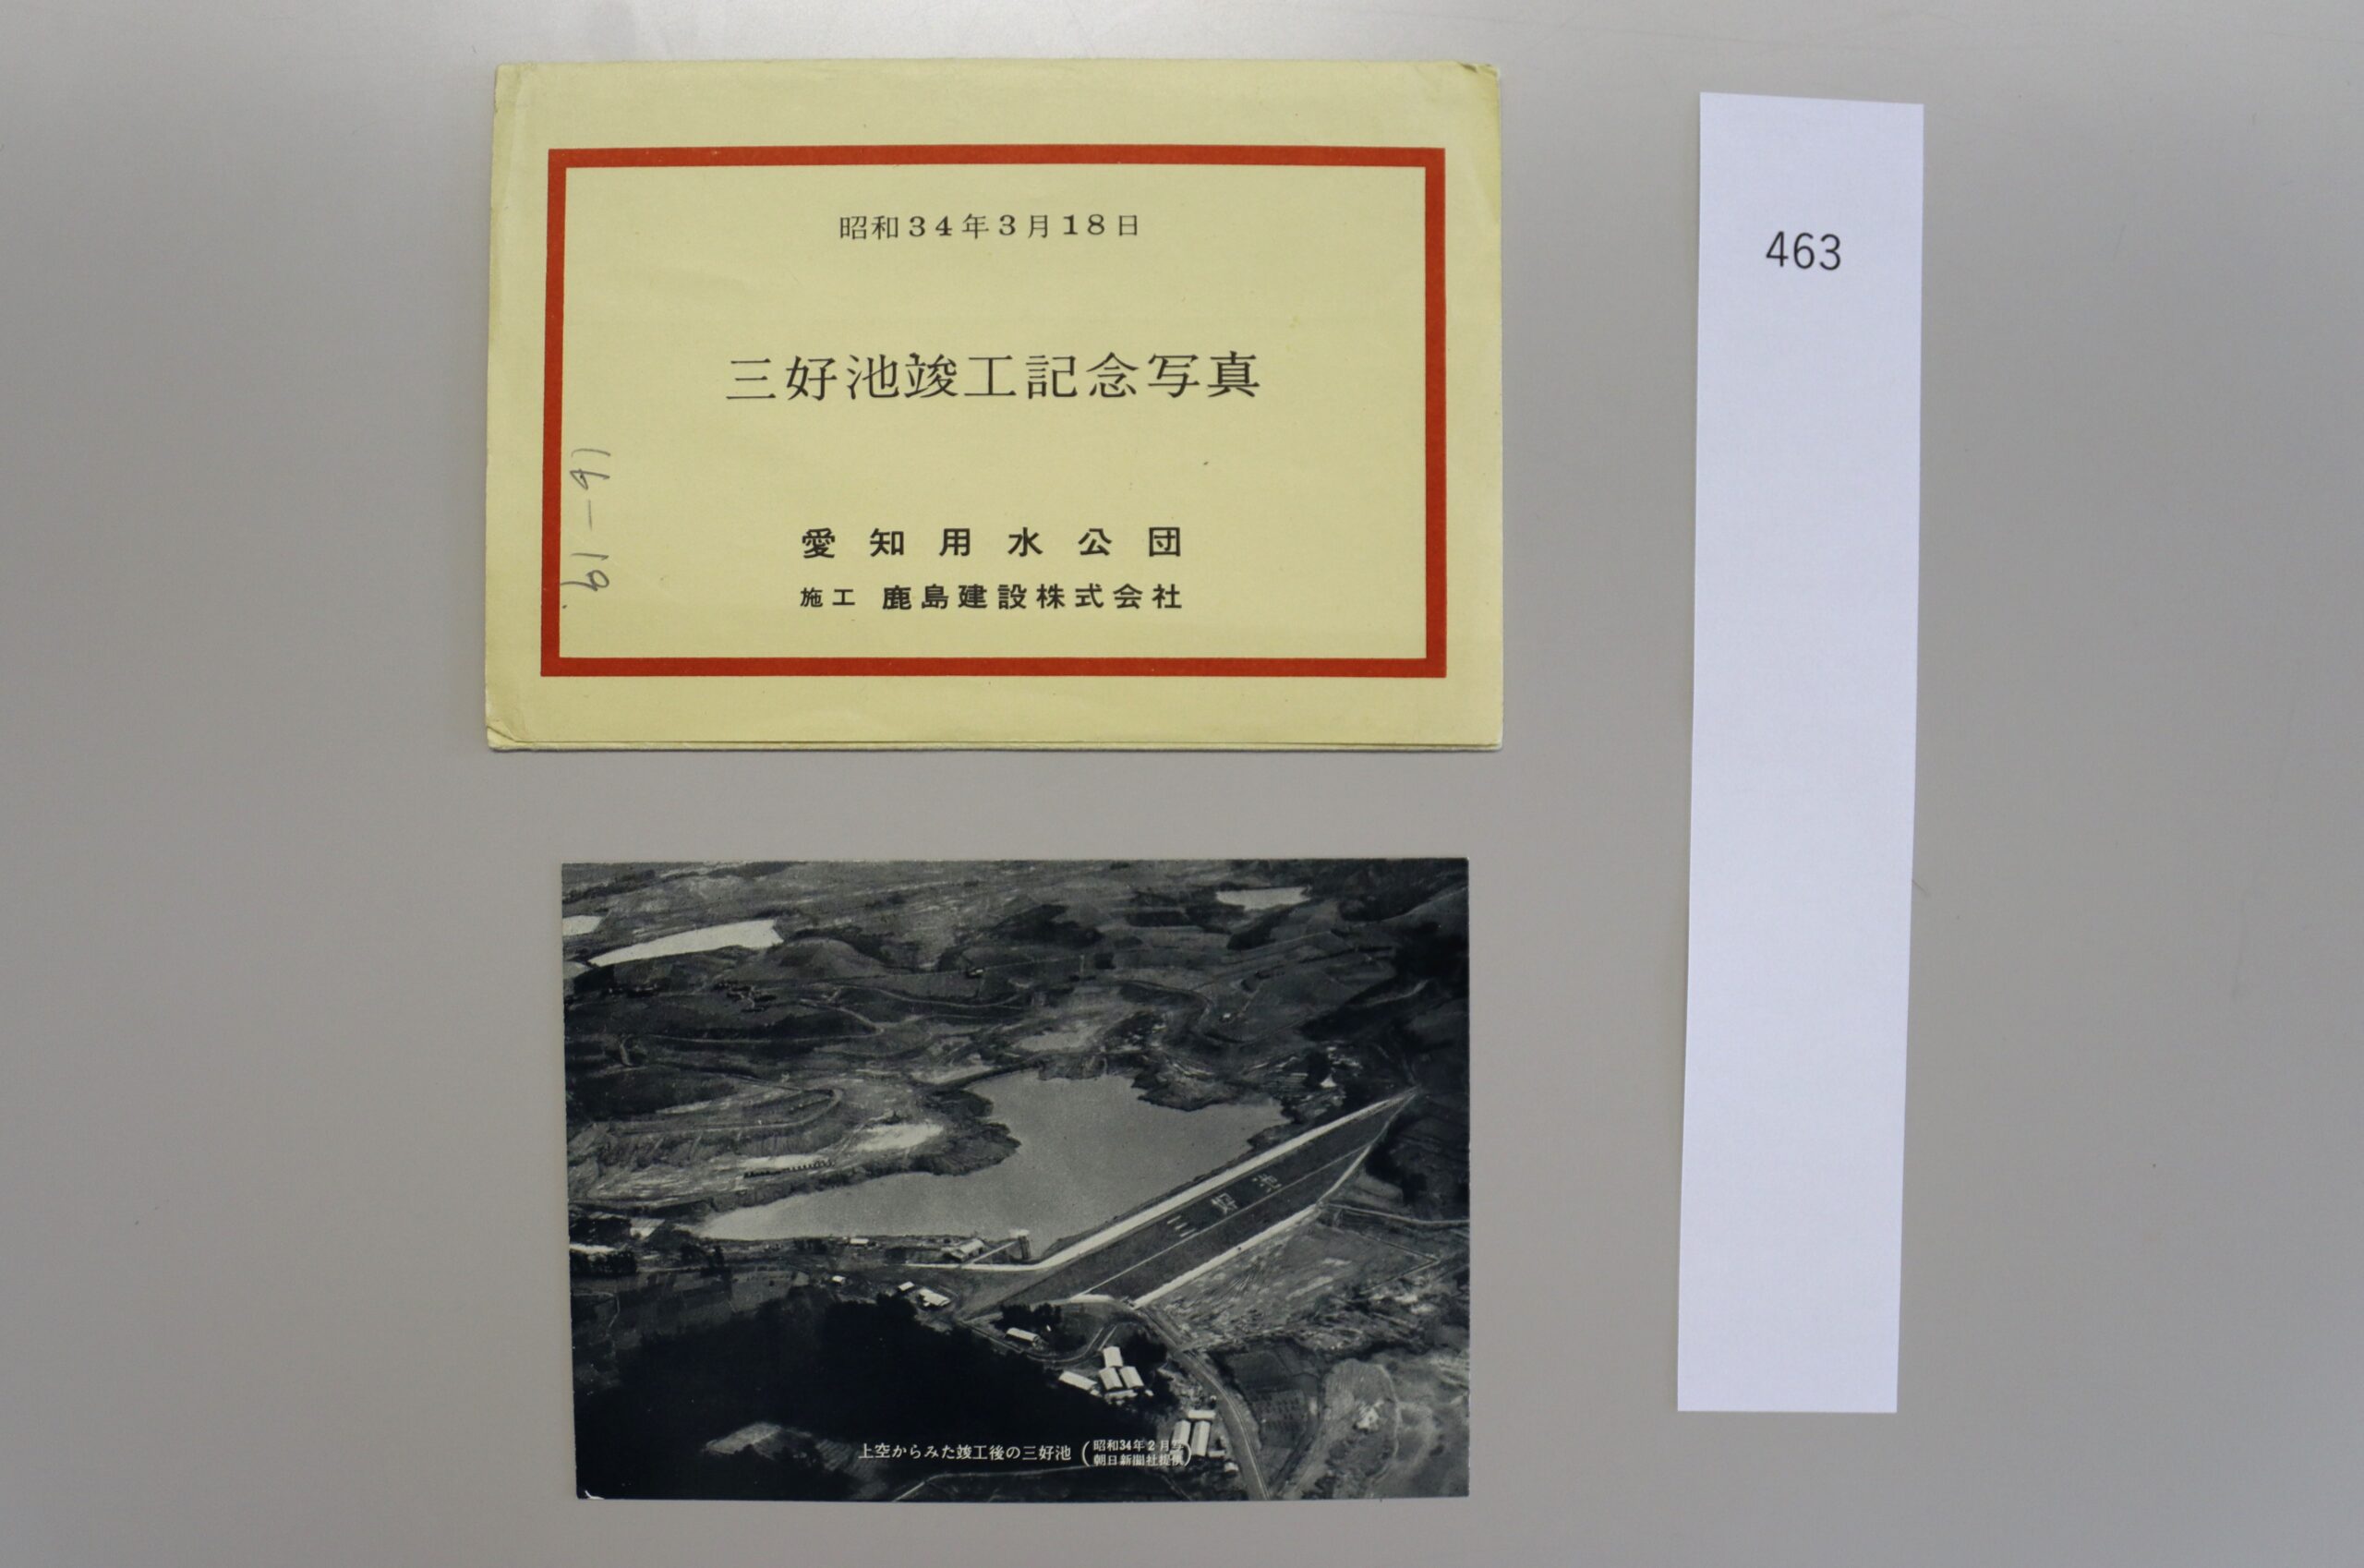 昭和34年3月18日
三好池竣工記念写真
愛知用水公団
施工 鹿島建設株式会社
61-91
463
三好池
上空からみた竣工後の三好池
昭和34年2月
朝日新聞社提供